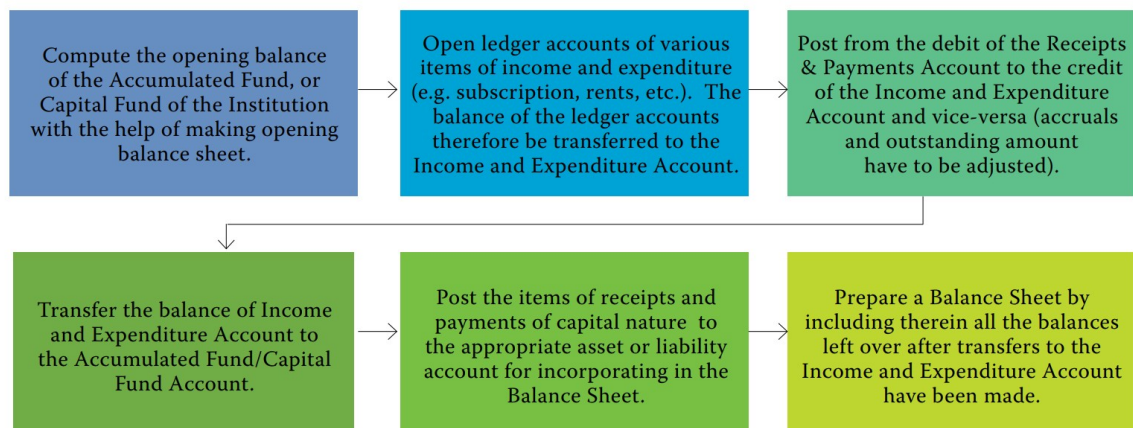 Compute the opening balance
of the Accumulated Fund, or
Capital Fund of the Institution
with the help of making opening
balance sheet.
Open ledger accounts of various
items of income and expenditure
(e.g. subscription, rents, etc.). The
balance of the ledger accounts
therefore be transferred to the
Income and Expenditure Account.
Post from the debit of the Receipts
& Payments Account to the credit
of the Income and Expenditure
Account and vice-versa (accruals
and outstanding amount
have to be adjusted).
Transfer the balance of Income
and Expenditure Account to
the Accumulated Fund/Capital
Fund Account.
Post the items of receipts and
payments of capital nature to
the appropriate asset or liability
account for incorporating in the
Balance Sheet.
Prepare a Balance Sheet by
including therein all the balances
left over after transfers to the
Income and Expenditure Account
have been made.